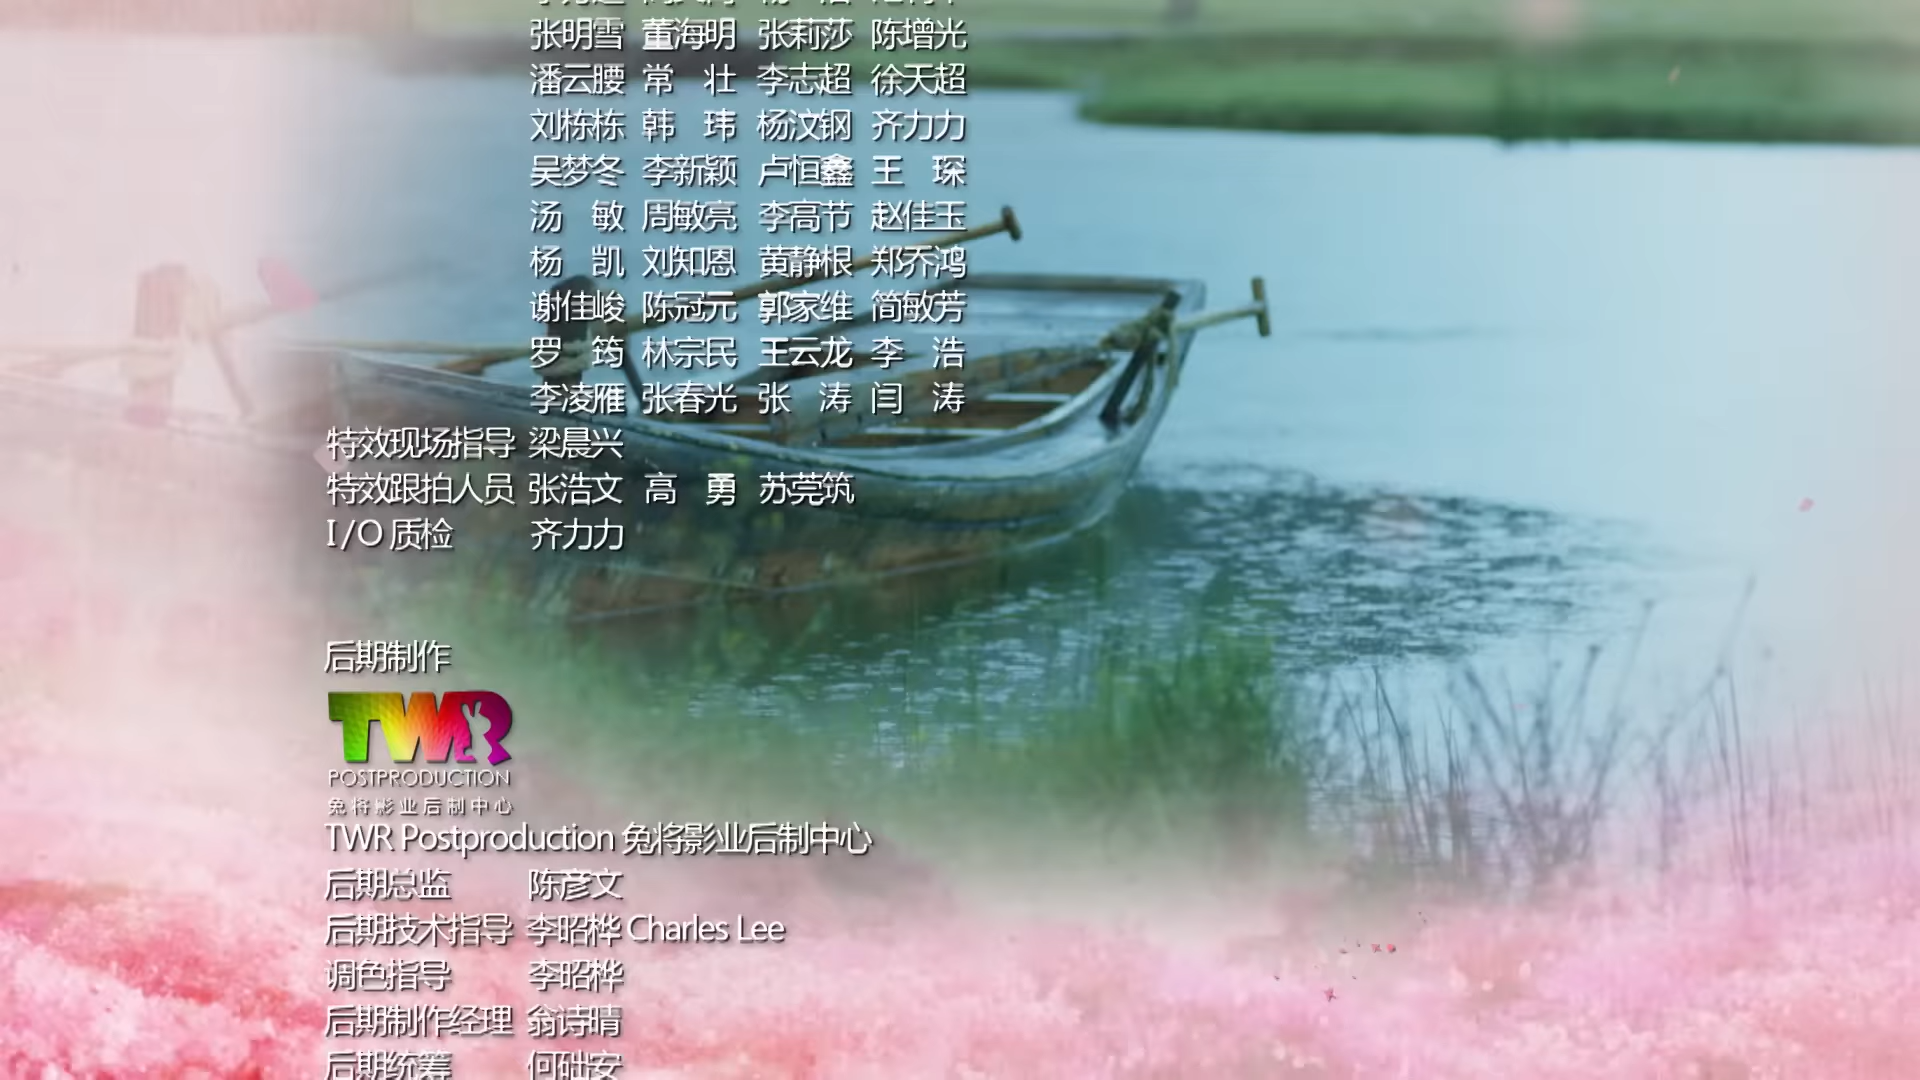 张明雪 董海明 张莉莎 陈增光
潘云腰 常 壮 李志超 徐天超
刘栋栋 韩 玮 杨汶钢 齐力力
吴梦冬 李新颖 卢恒鑫 王 琛
汤 敏 周敏亮 李高节 赵佳玉
杨 凯 刘知恩 黄静根 郑乔鸿
谢佳峻 陈冠元 郭家维 简敏芳
罗 筠 林宗民 王云龙 李 浩
李凌雁 张春光 张 涛 闫 涛
特效现场指导 梁晨兴
特效跟拍人员 张浩文 高 勇 苏莞筑
I/O 质检 齐力力
后期制作
TWR
POSTPRODUCTION
兔将影业后制中心
TWR Postproduction 兔将影业后制中心
后期总监 陈彦文
后期技术指导 李昭桦 Charles Lee
调色指导 李昭桦
后期制作经理 翁诗晴
后期统筹 何础安